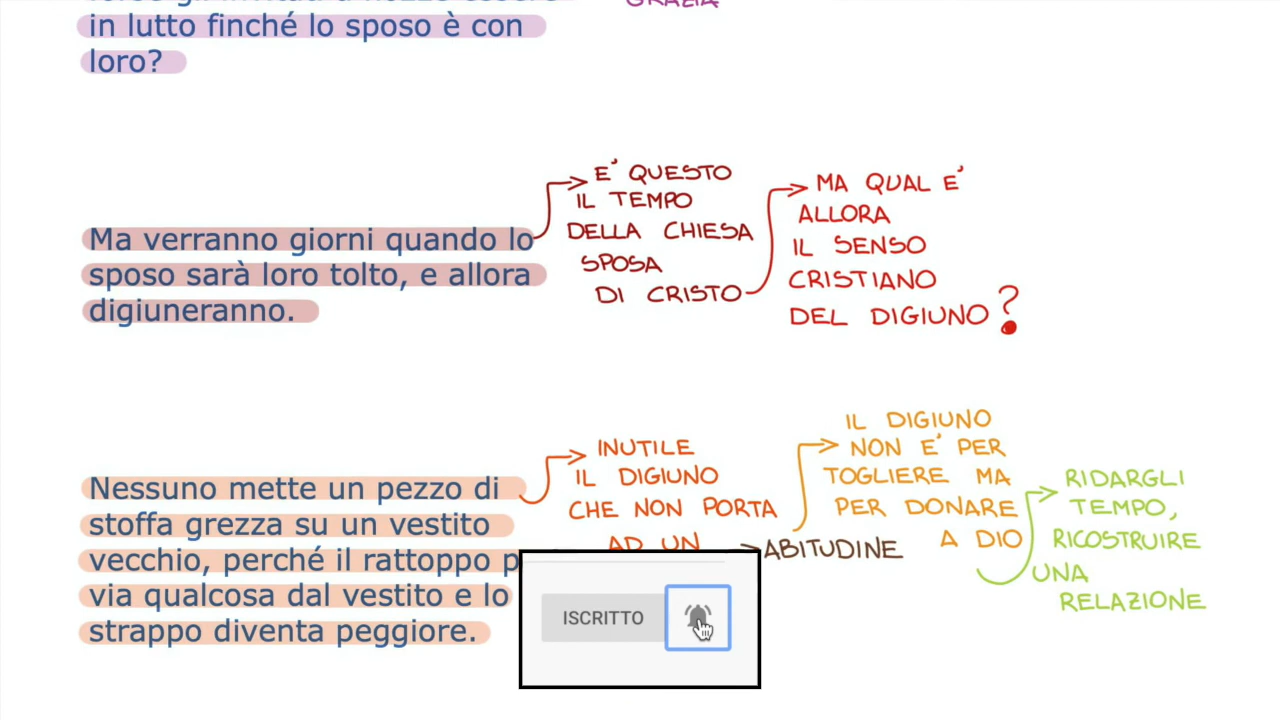 GRAZIA
in lutto finché lo sposo è con
loro?
Ma verranno giorni quando lo
sposo sarà loro tolto, e allora
digiuneranno.
E' QUESTO
IL TEMPO
DELLA CHIESA
SPOSA
DI CRISTO
MA QUAL E'
ALLORA
IL SENSO
CRISTIANO
DEL DIGIUNO?
Nessuno mette un pezzo di
stoffa grezza su un vestito
vecchio, perché il rattoppo p
via qualcosa dal vestito e lo
strappo diventa peggiore.
INUTILE
IL DIGIUNO
CHE NON PORTA
AD UN
ABITUDINE
IL DIGIUNO
NON E' PER
TOGLIERE MA
PER DONARE
A DIO
RIDARGLI
TEMPO,
RICOSTRUIRE
UNA
RELAZIONE
ISCRITTO